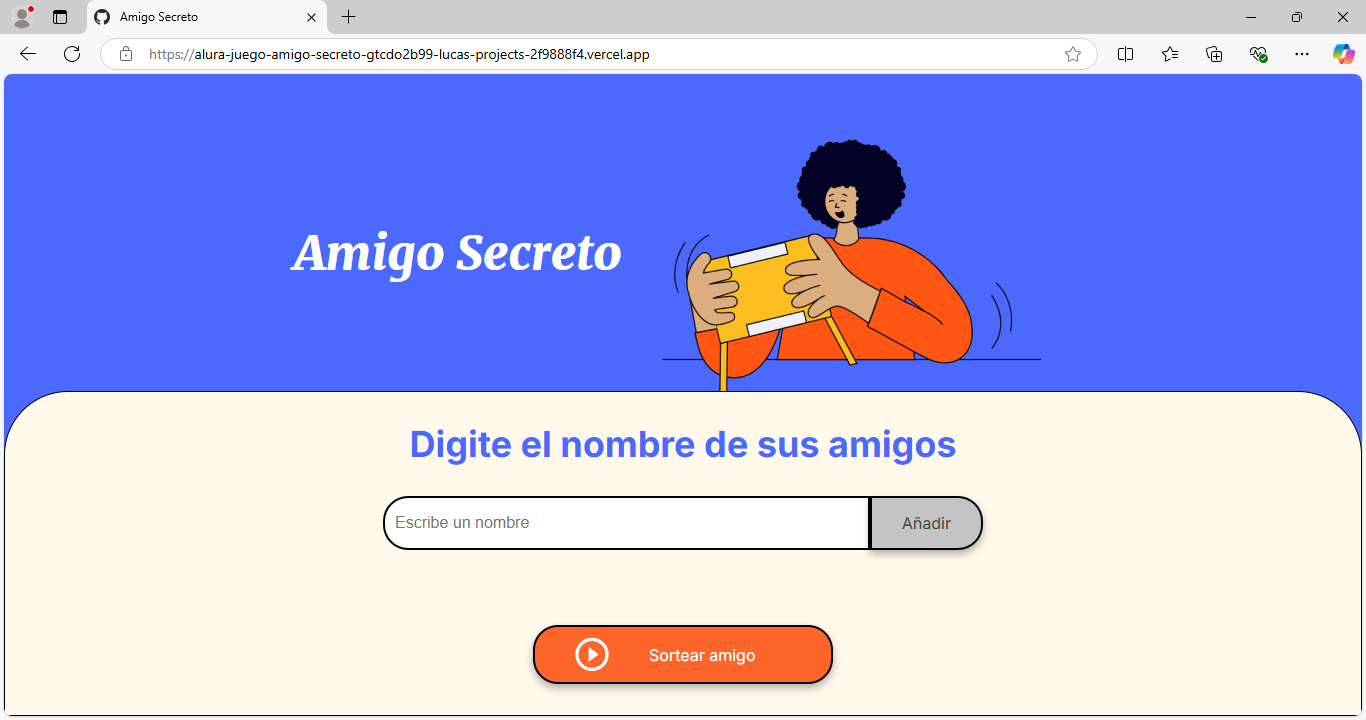 Amigo Secreto
https://alura-juego-amigo-secreto-gtcdo2b99-lucas-projects-2f9888f4.vercel.app
Amigo Secreto
Digite el nombre de sus amigos
Escribe un nombre
Añadir
Sortear amigo